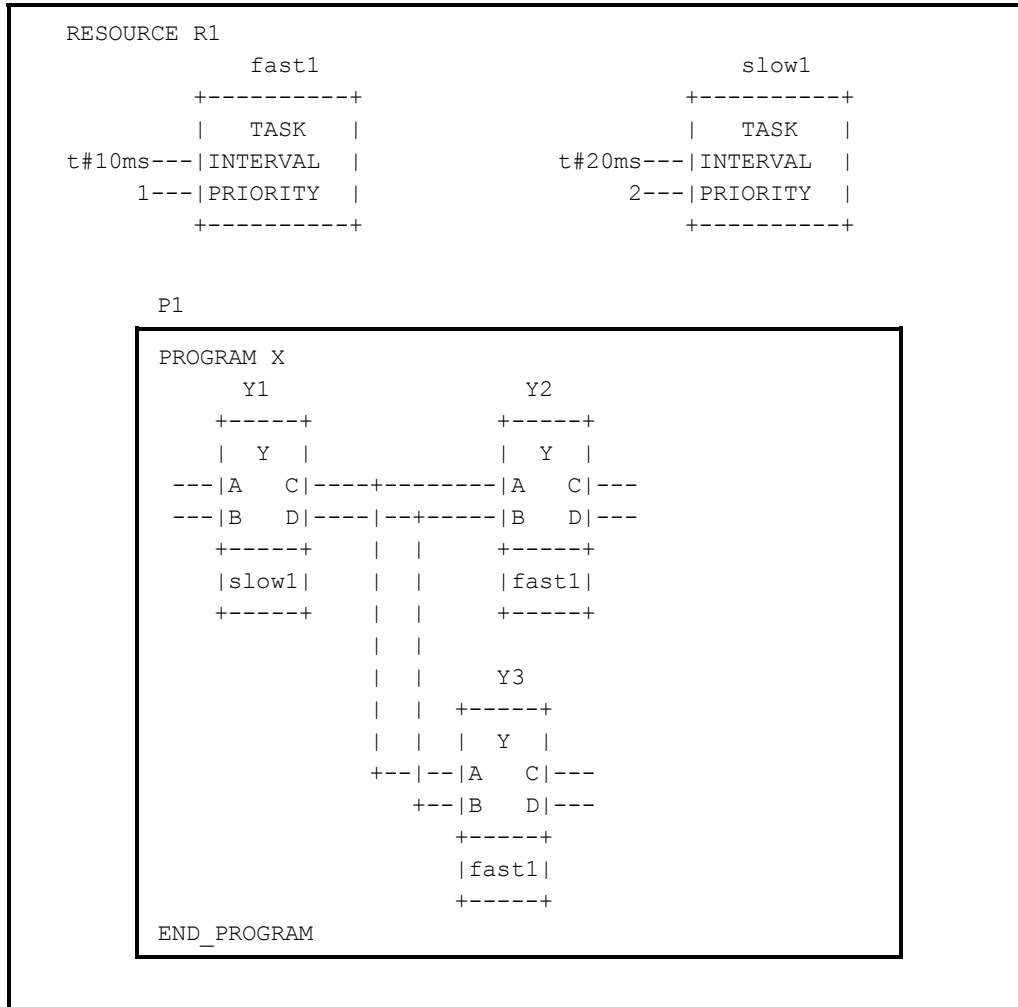 RESOURCE R1
fast1 slow1
+----------+ +----------+
| TASK | | TASK |
t#10ms---|INTERVAL | t#20ms---|INTERVAL |
1---|PRIORITY | 2---|PRIORITY |
+----------+ +----------+
P1
PROGRAM X
Y1 Y2
+-----+ +-----+
| Y | | Y |
---|A C|----+--------|A C|---
---|B D|----|--+-----|B D|---
+-----+ | | +-----+
|slow1| | | |fast1|
+-----+ | | +-----+
| |
| | Y3
| | +-----+
| | | Y |
+--|--|A C|---
+--|B D|---
+-----+
|fast1|
+-----+
END_PROGRAM